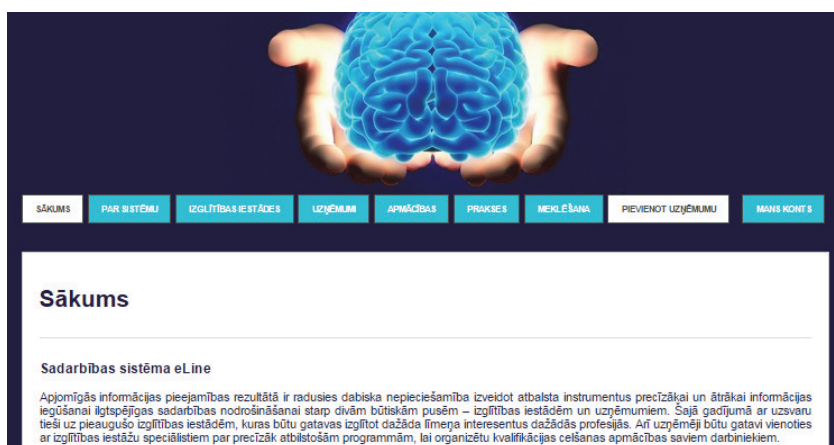 SĀKUMS PAR SISTĒMU IZGLĪTĪBAS IESTĀDES UZŅĒMUMI APMĀCĪBAS PRAKSES MEKLĒŠANA PIEVIENOT UZŅĒMUMU MANS KONTS
Sākums
Sadarbības sistēma eLine
Apjomīgās informācijas pieejamības rezultātā ir radusies dabiska nepieciešamība izveidot atbalsta instrumentus precīzākai un ātrākai informācijas
iegūšanai ilgtspējīgas sadarbības nodrošināšanai starp divām būtiskām pusēm – izglītības iestādēm un uzņēmumiem. Šajā gadījumā ar uzsvaru
tieši uz pieaugušo izglītības iestādēm, kuras būtu gatavas izglītot dažāda līmeņa interesentus dažādās profesijās. Arī uzņēmēji būtu gatavi vienoties
ar izglītības iestāžu speciālistiem par precīzāk atbilstošām programmām, lai organizētu kvalifikācijas celšanas apmācības saviem darbiniekiem.